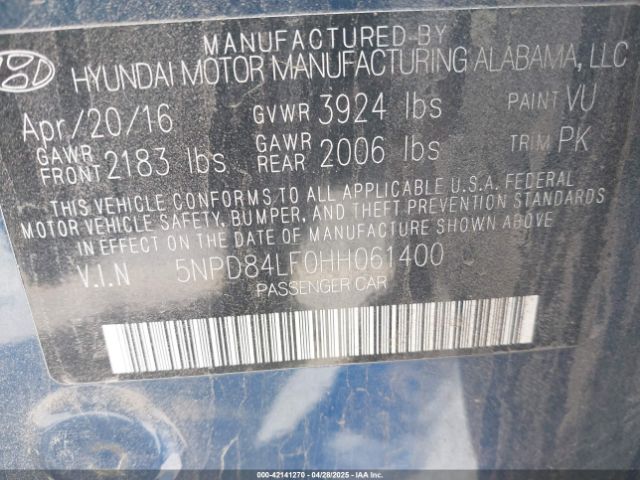 MANUFACTURED BY
HYUNDAI MOTOR MANUFACTURING ALABAMA, LLC
Apr/20/16 GVWR 3924 lbs PAINT VU
GAWR FRONT 2183 lbs GAWR REAR 2006 lbs TRIM PK
THIS VEHICLE CONFORMS TO ALL APPLICABLE U.S.A. FEDERAL
MOTOR VEHICLE SAFETY, BUMPER, AND THEFT PREVENTION STANDARDS
IN EFFECT ON THE DATE OF MANUFACTURE SHOWN ABOVE
V.I.N 5NPD84LF0HH061400
PASSENGER CAR
000-42141270 - 04/28/2025 - IAAI.COM